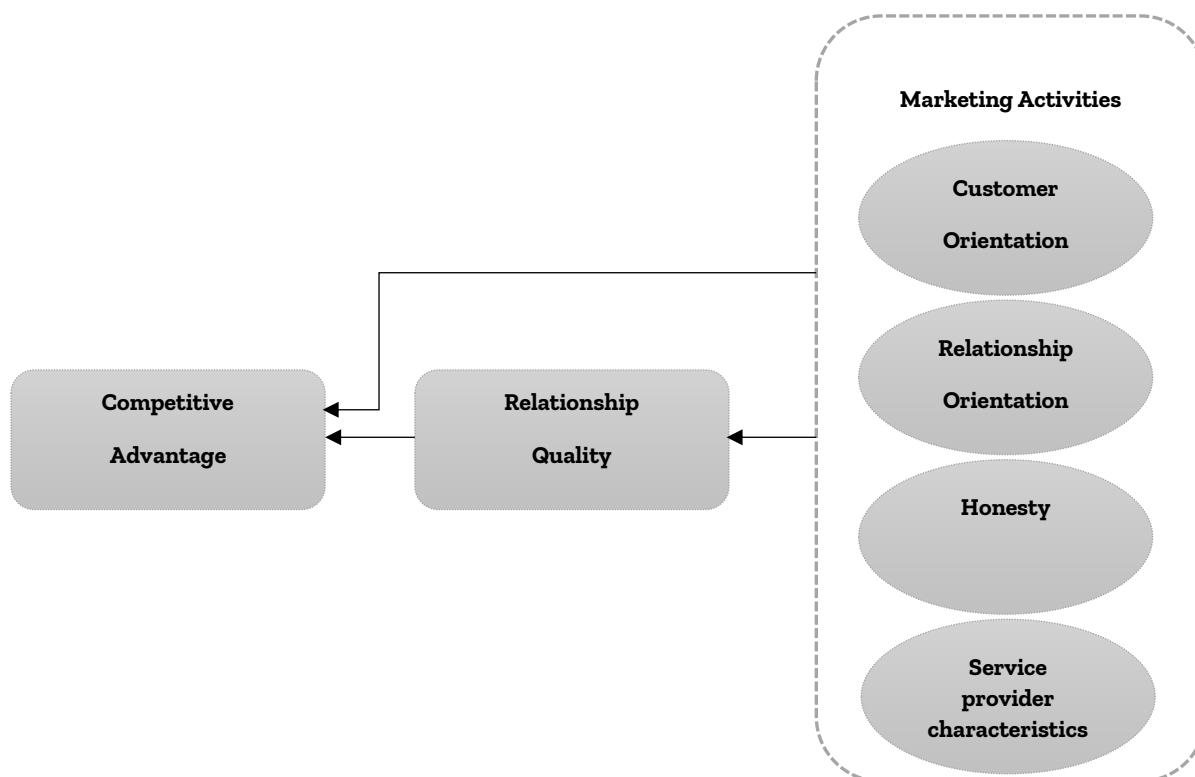 Marketing Activities
Customer
Orientation
Relationship
Orientation
Competitive
Advantage
Relationship
Quality
Honesty
Service
provider
characteristics